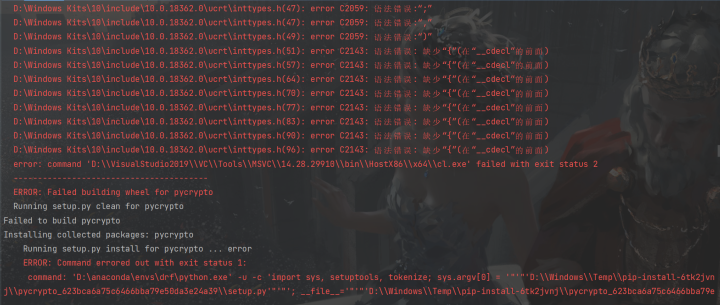 D:\Windows Kits\10\include\10.0.18362.0\ucrt\inttypes.h(47): error C2059: 语法错误:“;”
D:\Windows Kits\10\include\10.0.18362.0\ucrt\inttypes.h(47): error C2059: 语法错误:“;”
D:\Windows Kits\10\include\10.0.18362.0\ucrt\inttypes.h(49): error C2059: 语法错误:“}”
D:\Windows Kits\10\include\10.0.18362.0\ucrt\inttypes.h(51): error C2143: 语法错误: 缺少“{”(在“__cdecl”的前面)
D:\Windows Kits\10\include\10.0.18362.0\ucrt\inttypes.h(57): error C2143: 语法错误: 缺少“{”(在“__cdecl”的前面)
D:\Windows Kits\10\include\10.0.18362.0\ucrt\inttypes.h(64): error C2143: 语法错误: 缺少“{”(在“__cdecl”的前面)
D:\Windows Kits\10\include\10.0.18362.0\ucrt\inttypes.h(70): error C2143: 语法错误: 缺少“{”(在“__cdecl”的前面)
D:\Windows Kits\10\include\10.0.18362.0\ucrt\inttypes.h(77): error C2143: 语法错误: 缺少“{”(在“__cdecl”的前面)
D:\Windows Kits\10\include\10.0.18362.0\ucrt\inttypes.h(83): error C2143: 语法错误: 缺少“{”(在“__cdecl”的前面)
D:\Windows Kits\10\include\10.0.18362.0\ucrt\inttypes.h(90): error C2143: 语法错误: 缺少“{”(在“__cdecl”的前面)
D:\Windows Kits\10\include\10.0.18362.0\ucrt\inttypes.h(96): error C2143: 语法错误: 缺少“{”(在“__cdecl”的前面)
error: command 'D:\\VisualStudio2019\\VC\\Tools\\MSVC\\14.28.29910\\bin\\HostX86\\x64\\cl.exe' failed with exit status 2
----------------------------------------
ERROR: Failed building wheel for pycrypto
Running setup.py clean for pycrypto
Failed to build pycrypto
Installing collected packages: pycrypto
Running setup.py install for pycrypto ... error
ERROR: Command errored out with exit status 1:
command: 'D:\anaconda\envs\drf\python.exe' -u -c 'import sys, setuptools, tokenize; sys.argv[0] = '"'"'D:\\Windows\\Temp\\pip-install-6tk2jvn
j\\pycrypto_623bca6a75c6466bba79e50da3e24a39\\setup.py'"'"'; __file__='"'"'D:\\Windows\\Temp\\pip-install-6tk2jvnj\\pycrypto_623bca6a75c6466bba79e